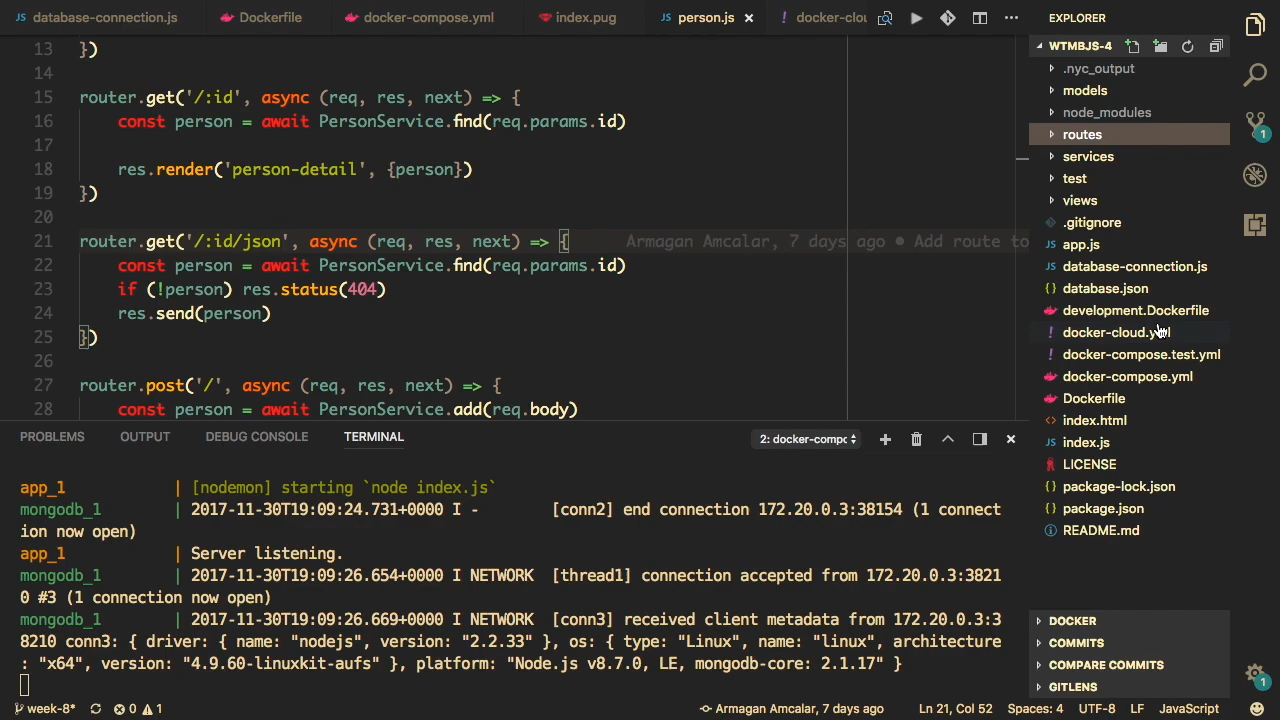 JS database-connection.js Dockerfile docker-compose.yml index.pug JS person.js × ! docker-clou ··· EXPLORER
WTMBJS-4
13 })
14
15 router.get('/:id', async (req, res, next) => {
16 const person = await PersonService.find(req.params.id)
17
18 res.render('person-detail', {person})
19 })
20
21 router.get('/:id/json', async (req, res, next) => { Armagan Amcalar, 7 days ago • Add route to
22 const person = await PersonService.find(req.params.id)
23 if (!person) res.status(404)
24 res.send(person)
25 })
26
27 router.post('/', async (req, res, next) => {
28 const person = await PersonService.add(req.body)
.nyc_output
models
node_modules
routes
services
test
views
.gitignore
JS app.js
JS database-connection.js
{} database.json
development.Dockerfile
! docker-cloud.yml
! docker-compose.test.yml
docker-compose.yml
Dockerfile
<> index.html
JS index.js
LICENSE
{} package-lock.json
{} package.json
README.md
1
PROBLEMS OUTPUT DEBUG CONSOLE TERMINAL 2: docker-compc + ×
app_1 | [nodemon] starting `node index.js`
mongodb_1 | 2017-11-30T19:09:24.731+0000 I - [conn2] end connection 172.20.0.3:38154 (1 connect
ion now open)
app_1 | Server listening.
mongodb_1 | 2017-11-30T19:09:26.654+0000 I NETWORK [thread1] connection accepted from 172.20.0.3:3821
0 #3 (1 connection now open)
mongodb_1 | 2017-11-30T19:09:26.669+0000 I NETWORK [conn3] received client metadata from 172.20.0.3:3
8210 conn3: { driver: { name: "nodejs", version: "2.2.33" }, os: { type: "Linux", name: "linux", architecture
: "x64", version: "4.9.60-linuxkit-aufs" }, platform: "Node.js v8.7.0, LE, mongodb-core: 2.1.17" }
DOCKER
COMMITS
COMPARE COMMITS
GITLENS
1
week-8* 0 1 Armagan Amcalar, 7 days ago Ln 21, Col 52 Spaces: 4 UTF-8 LF JavaScript